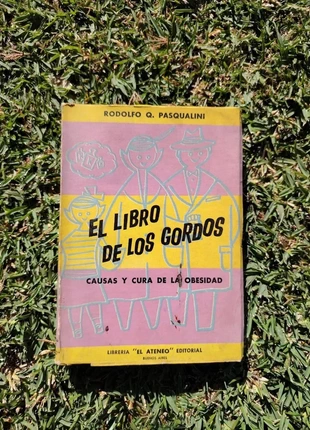 RODOLFO Q. PASQUALINI
EL LIBRO
DE LOS GORDOS
CAUSAS Y CURA DE LA OBESIDAD
LIBRERIA "EL ATENEO" EDITORIAL
BUENOS AIRES